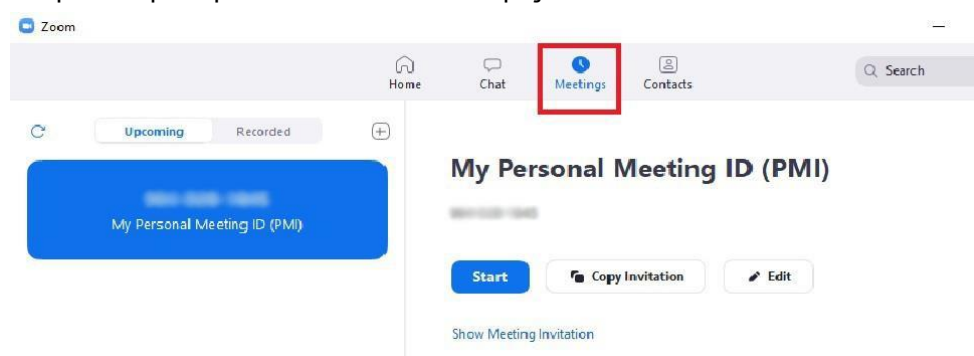 Zoom
Home Chat Meetings Contacts Search
Upcoming Recorded
My Personal Meeting ID (PMI)
My Personal Meeting ID (PMI)
Start Copy Invitation Edit
Show Meeting Invitation